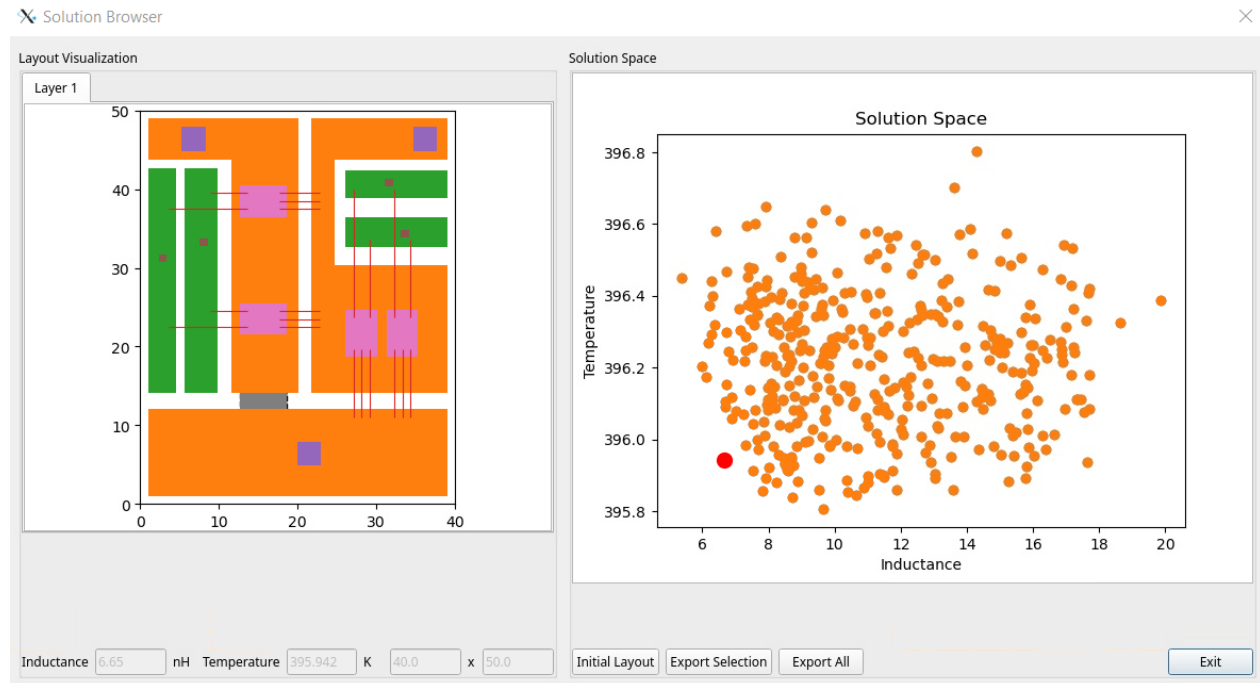 Solution Browser
Layout Visualization
Layer 1
50
40
30
20
10
0
0 10 20 30 40
Inductance 6.65 nH Temperature 395.942 K 40.0 x 50.0
Solution Space
Solution Space
396.8
396.6
396.4
396.2
396.0
395.8
Temperature
6 8 10 12 14 16 18 20
Inductance
Initial Layout Export Selection Export All Exit